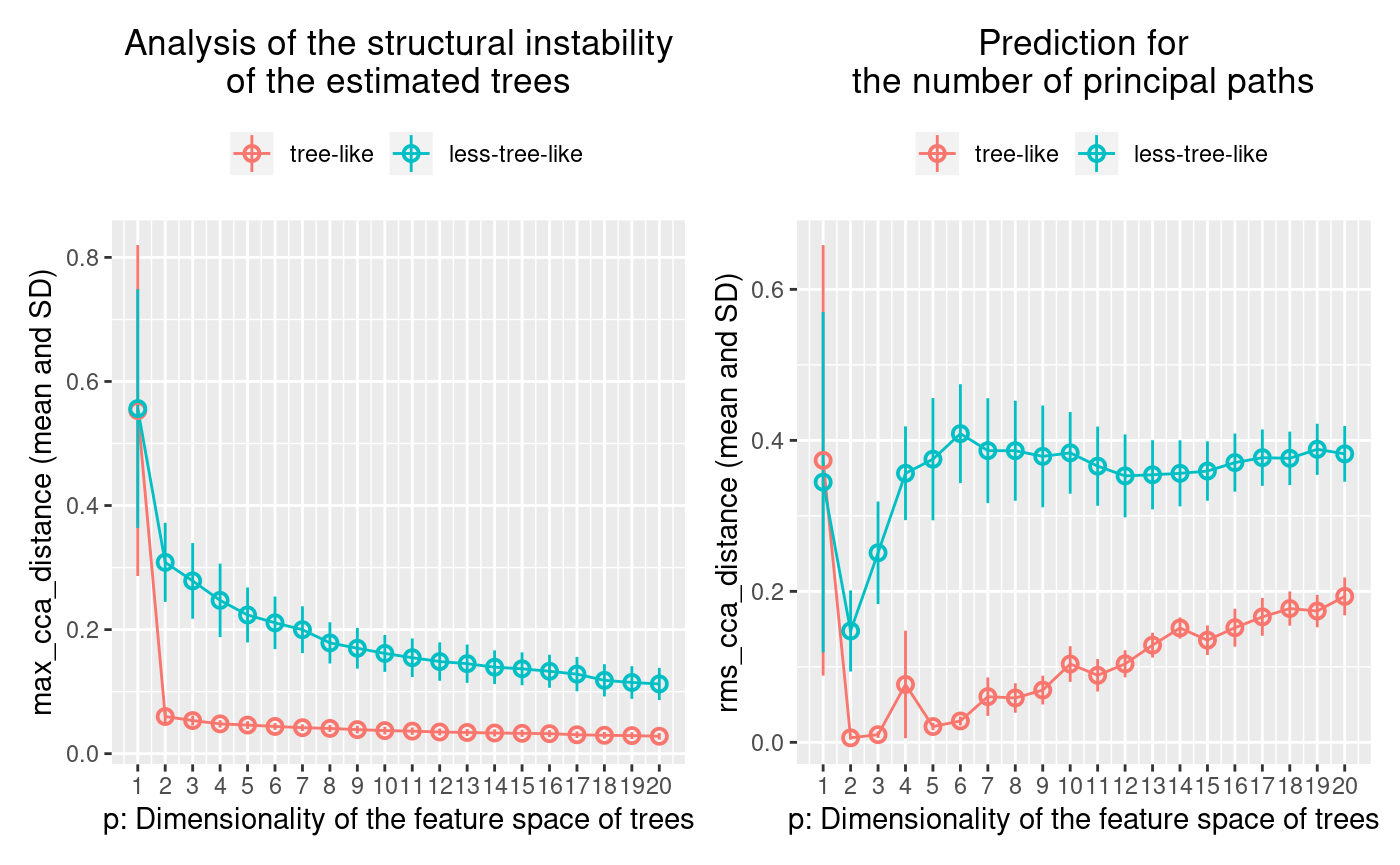 Analysis of the structural instability
of the estimated trees
tree-like less-tree-like
max_cca_distance (mean and SD)
0.8
0.6
0.4
0.2
0.0
1 2 3 4 5 6 7 8 9 10 11 12 13 14 15 16 17 18 19 20
p: Dimensionality of the feature space of trees
Prediction for
the number of principal paths
tree-like less-tree-like
rms_cca_distance (mean and SD)
0.6
0.4
0.2
0.0
1 2 3 4 5 6 7 8 9 10 11 12 13 14 15 16 17 18 19 20
p: Dimensionality of the feature space of trees